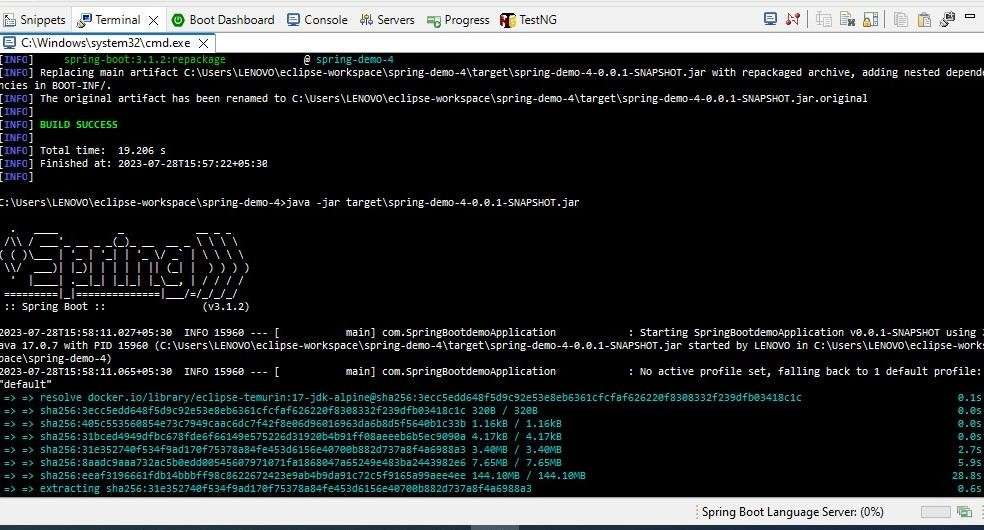 Snippets Terminal Boot Dashboard Console Servers Progress TestNG
C:\Windows\system32\cmd.exe
[INFO] spring-boot:3.1.2:repackage @ spring-demo-4
[INFO] Replacing main artifact C:\Users\LENOVO\eclipse-workspace\spring-demo-4\target\spring-demo-4-0.0.1-SNAPSHOT.jar with repackaged archive, adding nested depende
ncies in BOOT-INF/.
[INFO] The original artifact has been renamed to C:\Users\LENOVO\eclipse-workspace\spring-demo-4\target\spring-demo-4-0.0.1-SNAPSHOT.jar.original
[INFO]
[INFO] BUILD SUCCESS
[INFO]
[INFO] Total time: 19.206 s
[INFO] Finished at: 2023-07-28T15:57:22+05:30
[INFO]
C:\Users\LENOVO\eclipse-workspace\spring-demo-4>java -jar target\spring-demo-4-0.0.1-SNAPSHOT.jar
Spring
:: Spring Boot :: (v3.1.2)
2023-07-28T15:58:11.027+05:30 INFO 15960 --- [ main] com.SpringBootdemoApplication : Starting SpringBootdemoApplication v0.0.1-SNAPSHOT using J
ava 17.0.7 with PID 15960 (C:\Users\LENOVO\eclipse-workspace\spring-demo-4\target\spring-demo-4-0.0.1-SNAPSHOT.jar started by LENOVO in C:\Users\LENOVO\eclipse-works
pace\spring-demo-4)
2023-07-28T15:58:11.065+05:30 INFO 15960 --- [ main] com.SpringBootdemoApplication : No active profile set, falling back to 1 default profile:
"default"
=> => resolve docker.io/library/eclipse-temurin:17-jdk-alpine@sha256:3ecc5edd648f5d9c92e53e8eb6361cfcfaf626220f8308332f239dfb03418c1c 0.1s
=> => sha256:3ecc5edd648f5d9c92e53e8eb6361cfcfaf626220f8308332f239dfb03418c1c 320B / 320B 0.0s
=> => sha256:405c553560854e73c7949caac6dc7f42f8e06d96016963da6b8d5f5640b1c33b 1.16kB / 1.16kB 0.0s
=> => sha256:31bced4949dfbc678fde6f66149e575226d31920b4b91ff08aeeeb6b5ec9090a 4.17kB / 4.17kB 0.0s
=> => sha256:31e352740f534f9ad170f75378a84fe453d6156e40700b882d737a8f4a6988a3 3.40MB / 3.40MB 2.7s
=> => sha256:8aadc9aaa732ac5b0edd00545607971071fa1868047a65249e483ba2443982e6 7.65MB / 7.65MB 5.9s
=> => sha256:eeaf3196661fdb14bbbff98c8622672423e9ab4b9da91c72c5f9165a99aee4ee 144.10MB / 144.10MB 28.8s
=> => extracting sha256:31e352740f534f9ad170f75378a84fe453d6156e40700b882d737a8f4a6988a3 0.6s
Spring Boot Language Server: (0%)